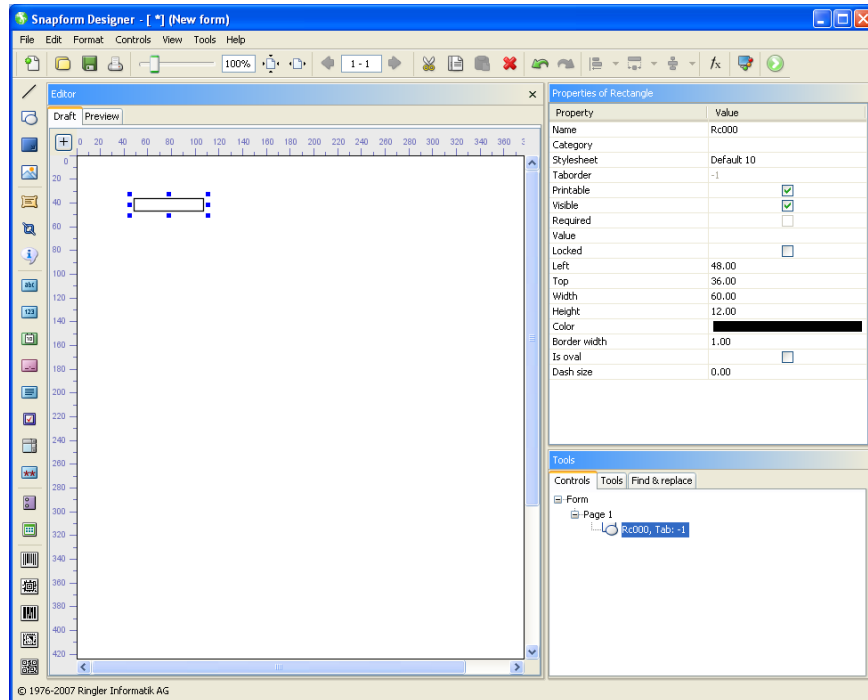 Snapform Designer - [ *] (New form)
File Edit Format Controls View Tools Help
100% 1 - 1 fx
Editor
Draft Preview
0 20 40 60 80 100 120 140 160 180 200 220 240 260 280 300 320 340 360 3
0
20
40
60
80
100
120
140
160
180
200
220
240
260
280
300
320
340
360
380
400
420
abc
123
10
Properties of Rectangle
Property Value
Name Rc000
Category
Stylesheet Default 10
Taborder -1
Printable
Visible
Required
Value
Locked
Left 48.00
Top 36.00
Width 60.00
Height 12.00
Color
Border width 1.00
Is oval
Dash size 0.00
Tools
Controls Tools Find & replace
Form
Page 1
Rc000, Tab: -1
© 1976-2007 Ringler Informatik AG